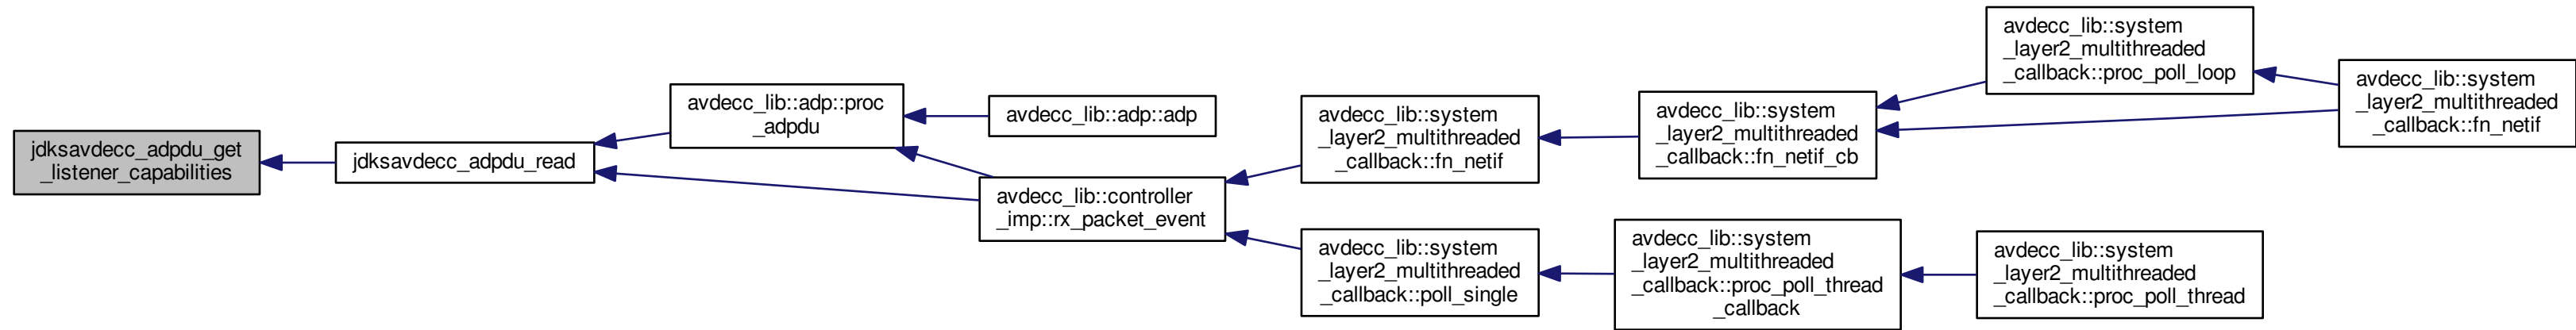 jdksavdecc_adpdu_get
_listener_capabilities
jdksavdecc_adpdu_read
avdecc_lib::adp::proc
_adpdu
avdecc_lib::adp::adp
avdecc_lib::controller
_imp::rx_packet_event
avdecc_lib::system
_layer2_multithreaded
_callback::fn_netif
avdecc_lib::system
_layer2_multithreaded
_callback::poll_single
avdecc_lib::system
_layer2_multithreaded
_callback::fn_netif_cb
avdecc_lib::system
_layer2_multithreaded
_callback::proc_poll_thread
_callback
avdecc_lib::system
_layer2_multithreaded
_callback::proc_poll_loop
avdecc_lib::system
_layer2_multithreaded
_callback::proc_poll_thread
avdecc_lib::system
_layer2_multithreaded
_callback::fn_netif